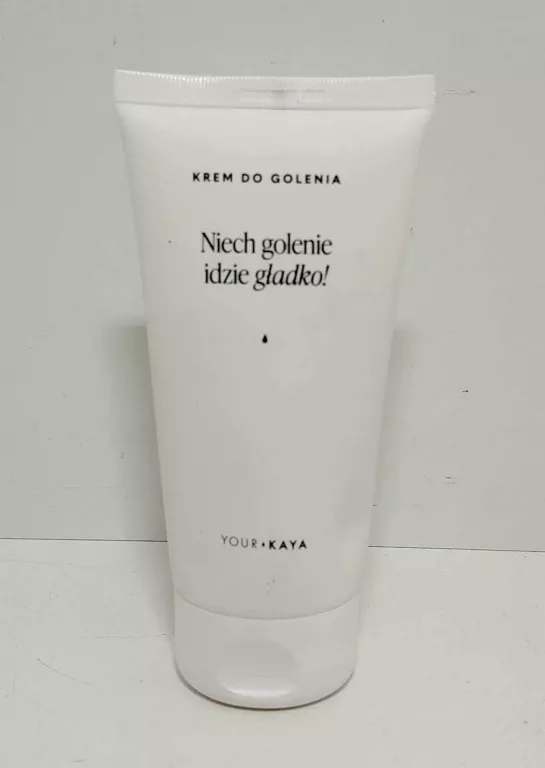 KREM DO GOLENIA
Niech golenie
idzie gładko!
YOUR KAYA